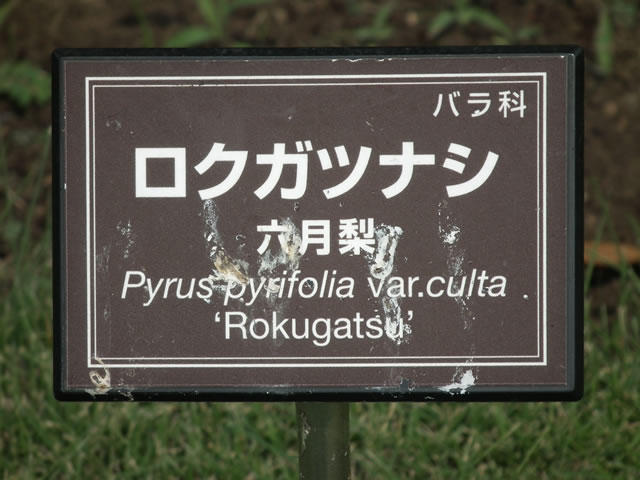 バラ科
ロクガツナシ
六月梨
Pyrus pyrifolia var.culta
‘Rokugatsu’